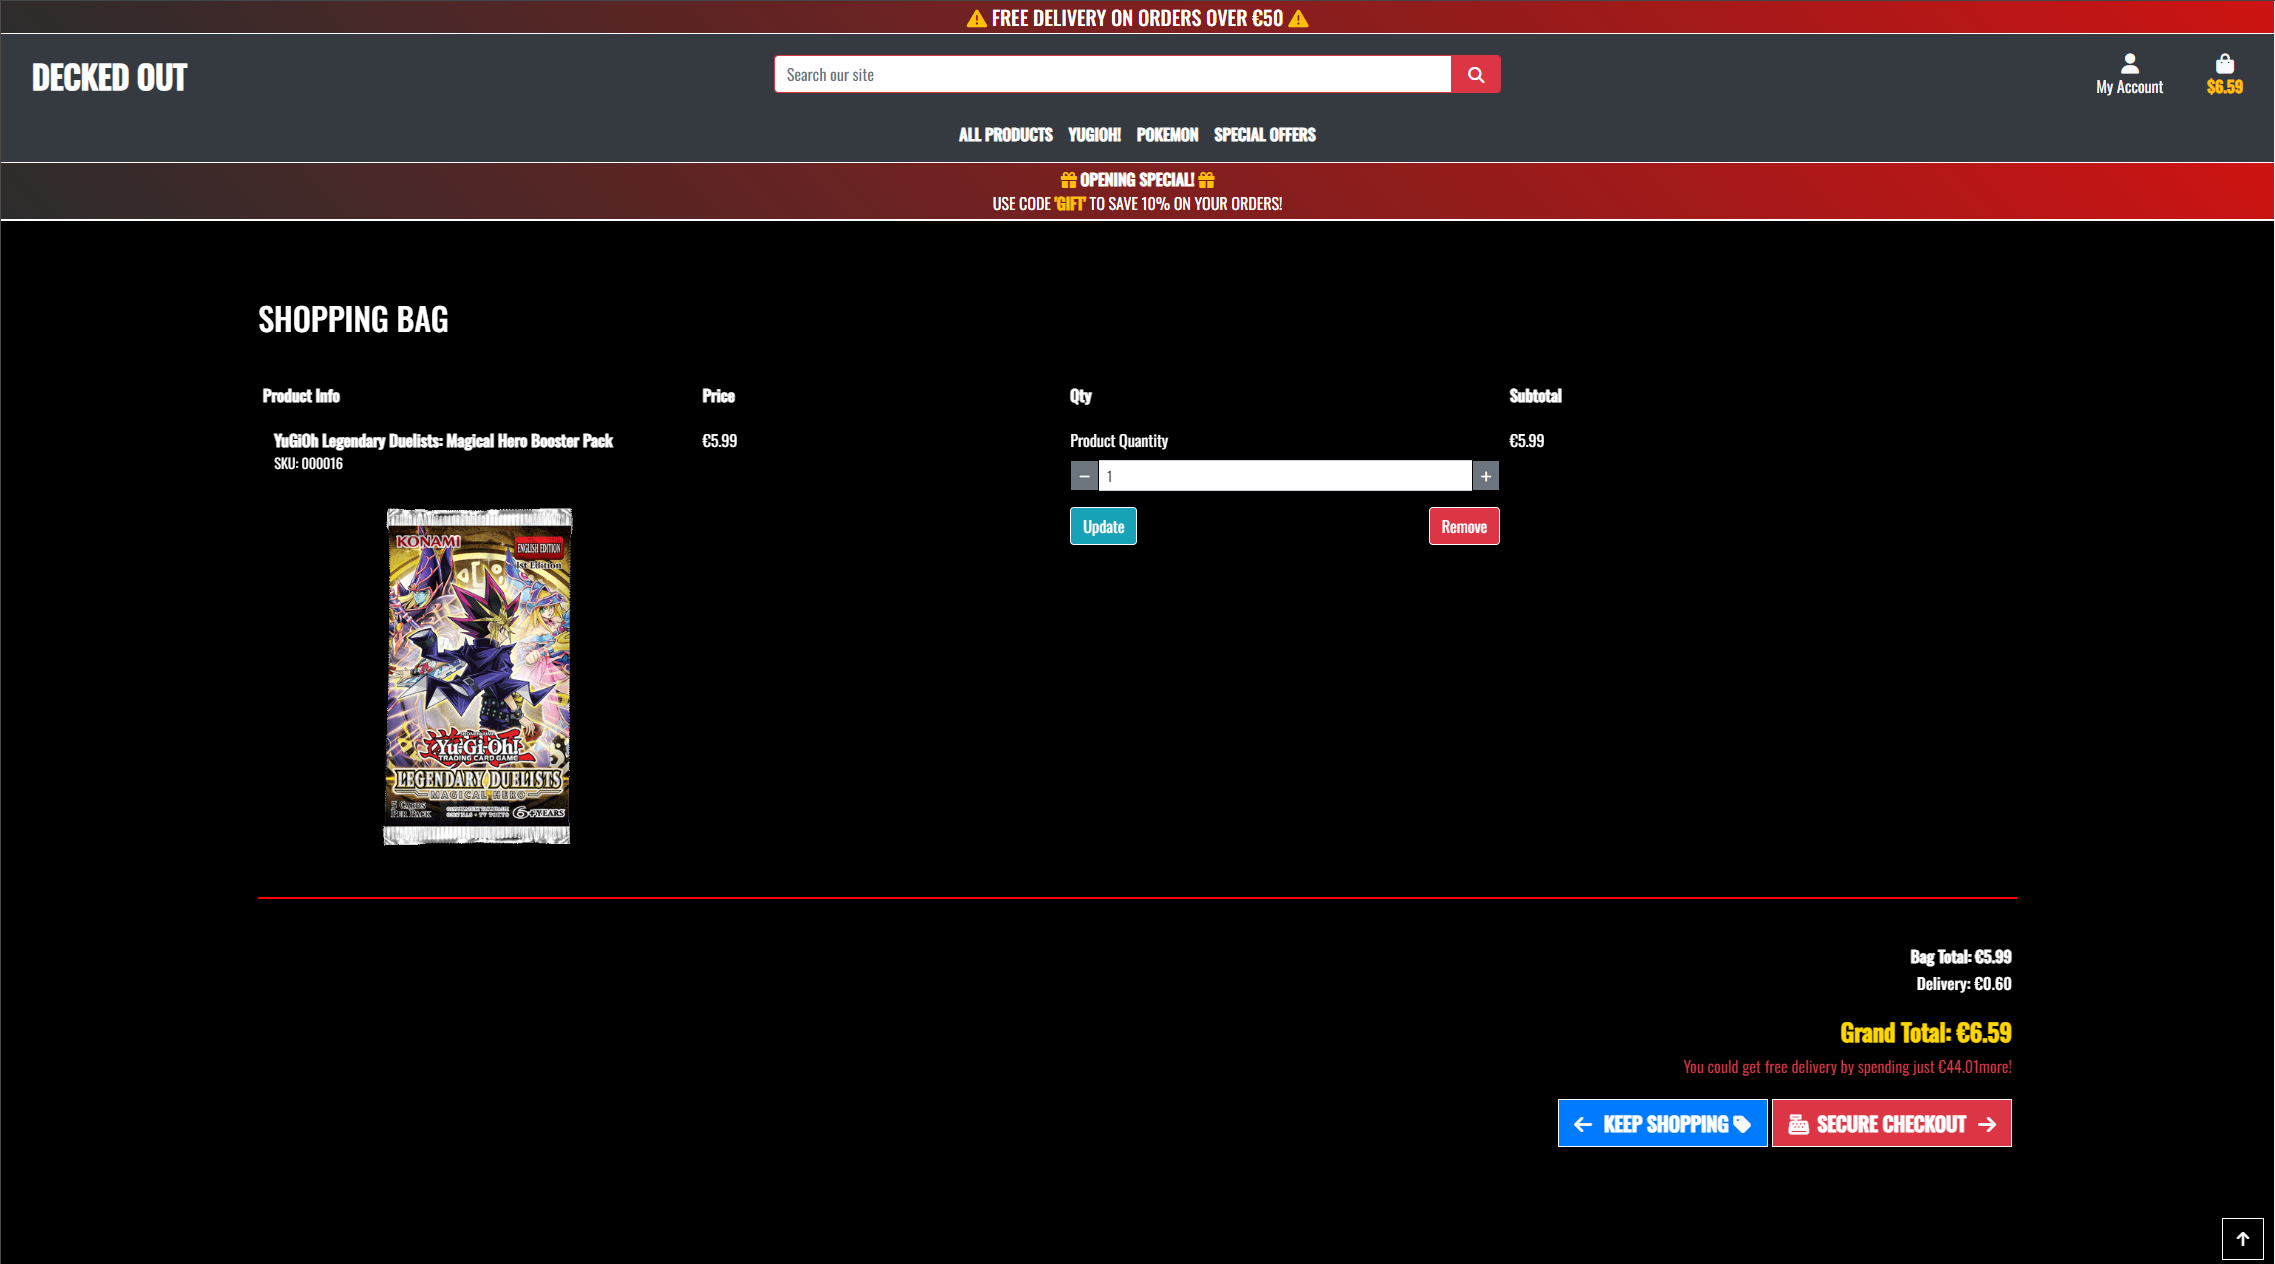 FREE DELIVERY ON ORDERS OVER €50
DECKED OUT
Search our site
My Account
$6.59
ALL PRODUCTS YUGIOH! POKEMON SPECIAL OFFERS
OPENING SPECIAL!
USE CODE 'GIFT' TO SAVE 10% ON YOUR ORDERS!
SHOPPING BAG
Product Info Price Qty Subtotal
YuGiOh Legendary Duelists: Magical Hero Booster Pack
SKU: 000016
€5.99
Product Quantity
1
Update Remove
€5.99
KONAMI
ENGLISH EDITION
1st Edition
Yu-Gi-Oh!
TRADING CARD GAME
LEGENDARY DUELISTS
MAGICAL HERO
5 CARDS
PER PACK
6+YEARS
Bag Total: €5.99
Delivery: €0.60
Grand Total: €6.59
You could get free delivery by spending just €44.01more!
KEEP SHOPPING
SECURE CHECKOUT